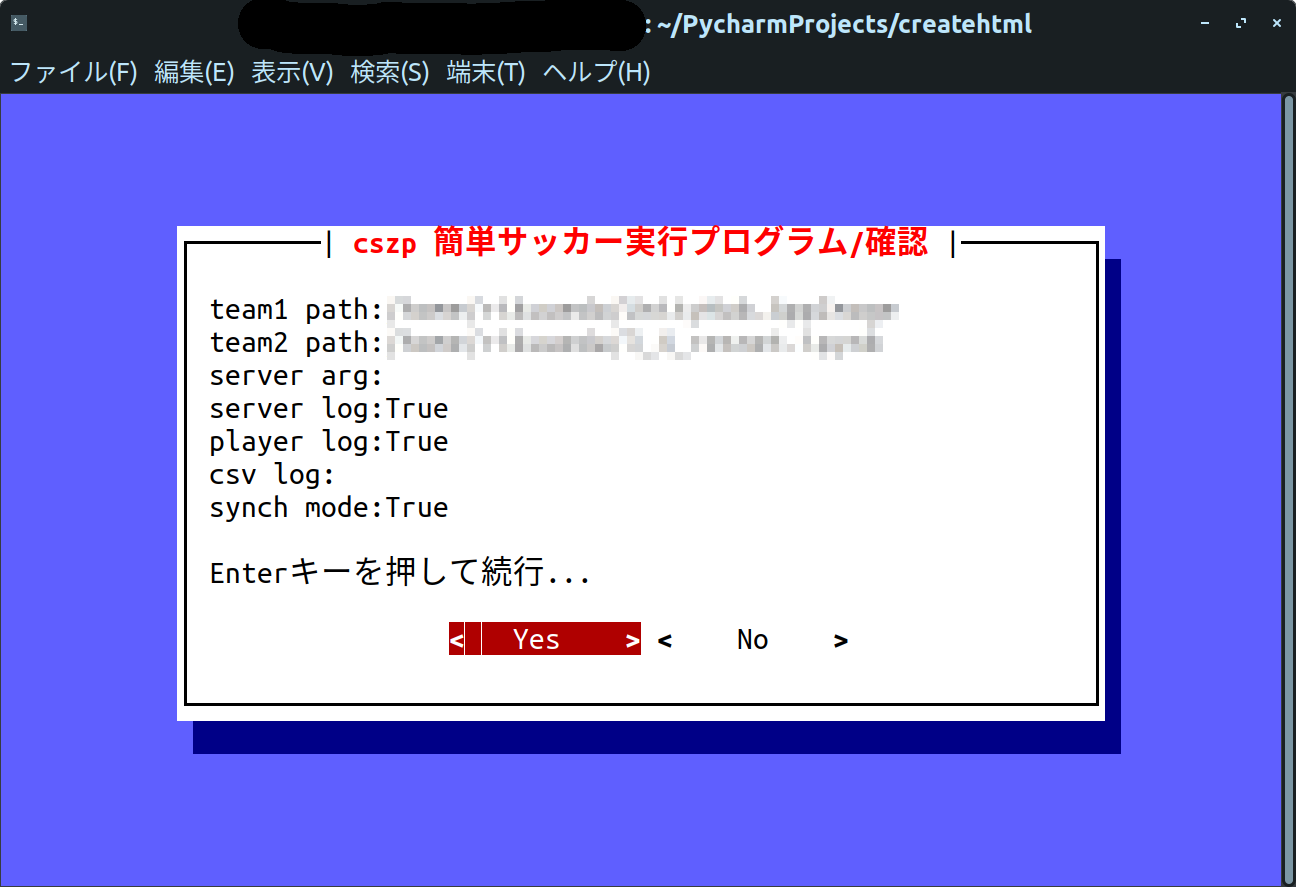 :~/PycharmProjects/createhtml
ファイル(F) 編集(E) 表示(V) 検索(S) 端末(T) ヘルプ(H)
| cszp 簡単サッカー実行プログラム/確認 |
team1 path:
team2 path:
server arg:
server log:True
player log:True
csv log:
synch mode:True
Enterキーを押して続行...
< Yes > < No >